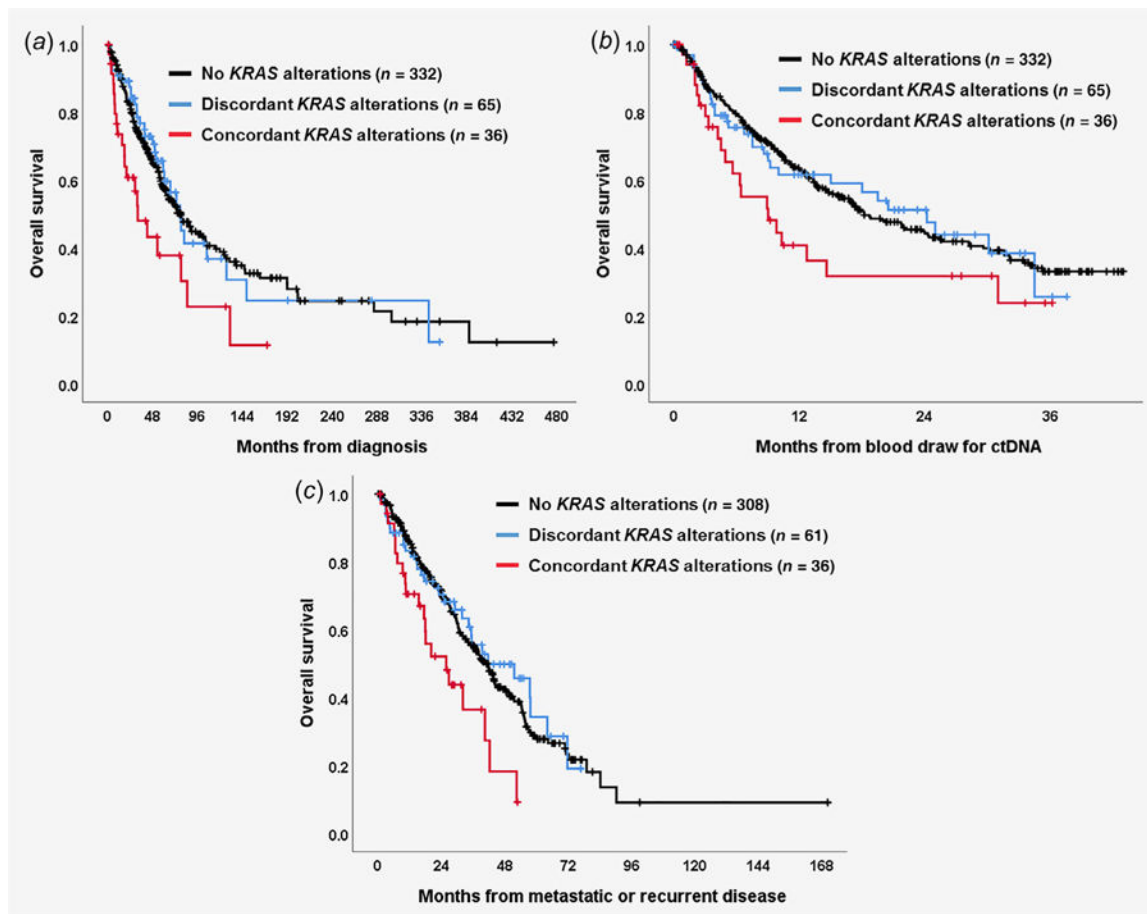 (a)
No KRAS alterations (n = 332)
Discordant KRAS alterations (n = 65)
Concordant KRAS alterations (n = 36)
Overall survival
1.0
0.8
0.6
0.4
0.2
0.0
0 48 96 144 192 240 288 336 384 432 480
Months from diagnosis
(b)
No KRAS alterations (n = 332)
Discordant KRAS alterations (n = 65)
Concordant KRAS alterations (n = 36)
Overall survival
1.0
0.8
0.6
0.4
0.2
0.0
0 12 24 36
Months from blood draw for ctDNA
(c)
No KRAS alterations (n = 308)
Discordant KRAS alterations (n = 61)
Concordant KRAS alterations (n = 36)
Overall survival
1.0
0.8
0.6
0.4
0.2
0.0
0 24 48 72 96 120 144 168
Months from metastatic or recurrent disease